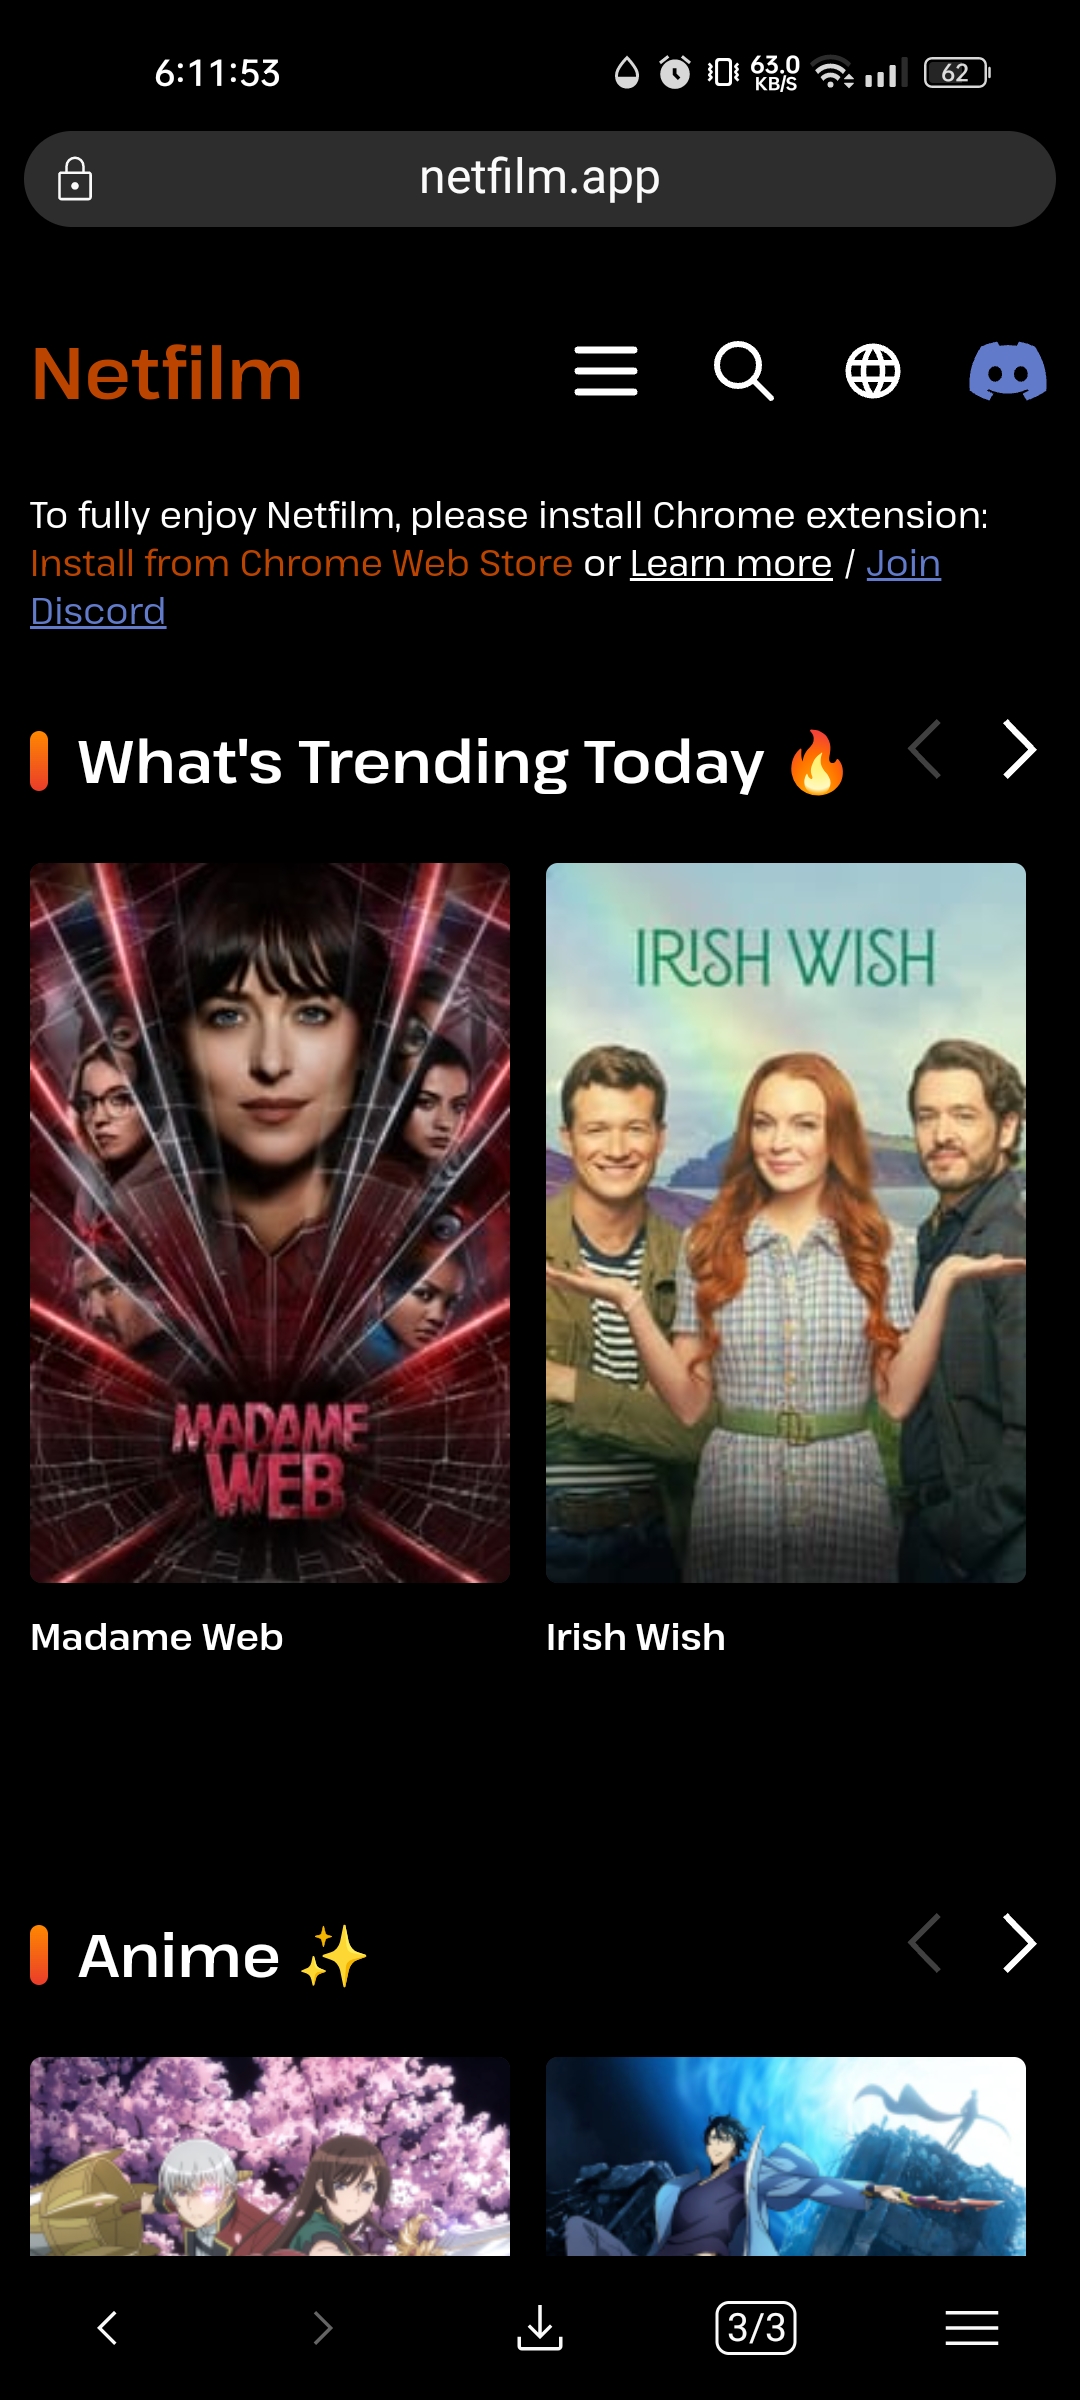 6:11:53
63.0
KB/S
62
netfilm.app
Netfilm
To fully enjoy Netfilm, please install Chrome extension:
Install from Chrome Web Store or Learn more / Join
Discord
What's Trending Today 🔥
MADAME
WEB
IRISH WISH
Madame Web
Irish Wish
Anime ✨
3/3